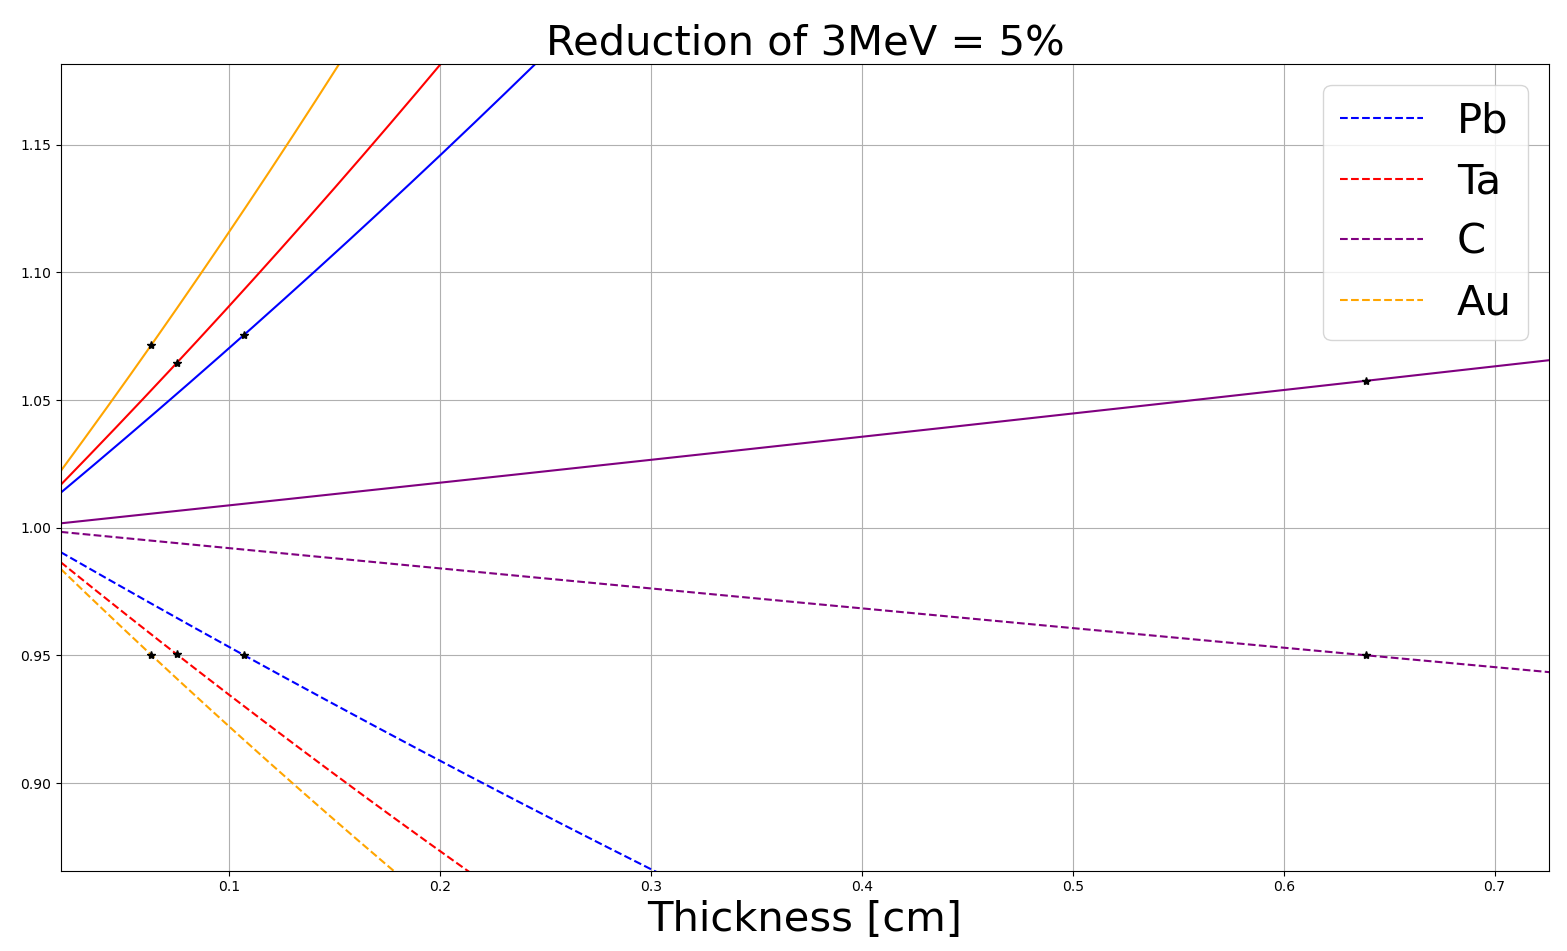 Reduction of 3MeV = 5%
Pb
Ta
C
Au
1.15
1.10
1.05
1.00
0.95
0.90
0.1 0.2 0.3 0.4 0.5 0.6 0.7
Thickness [cm]